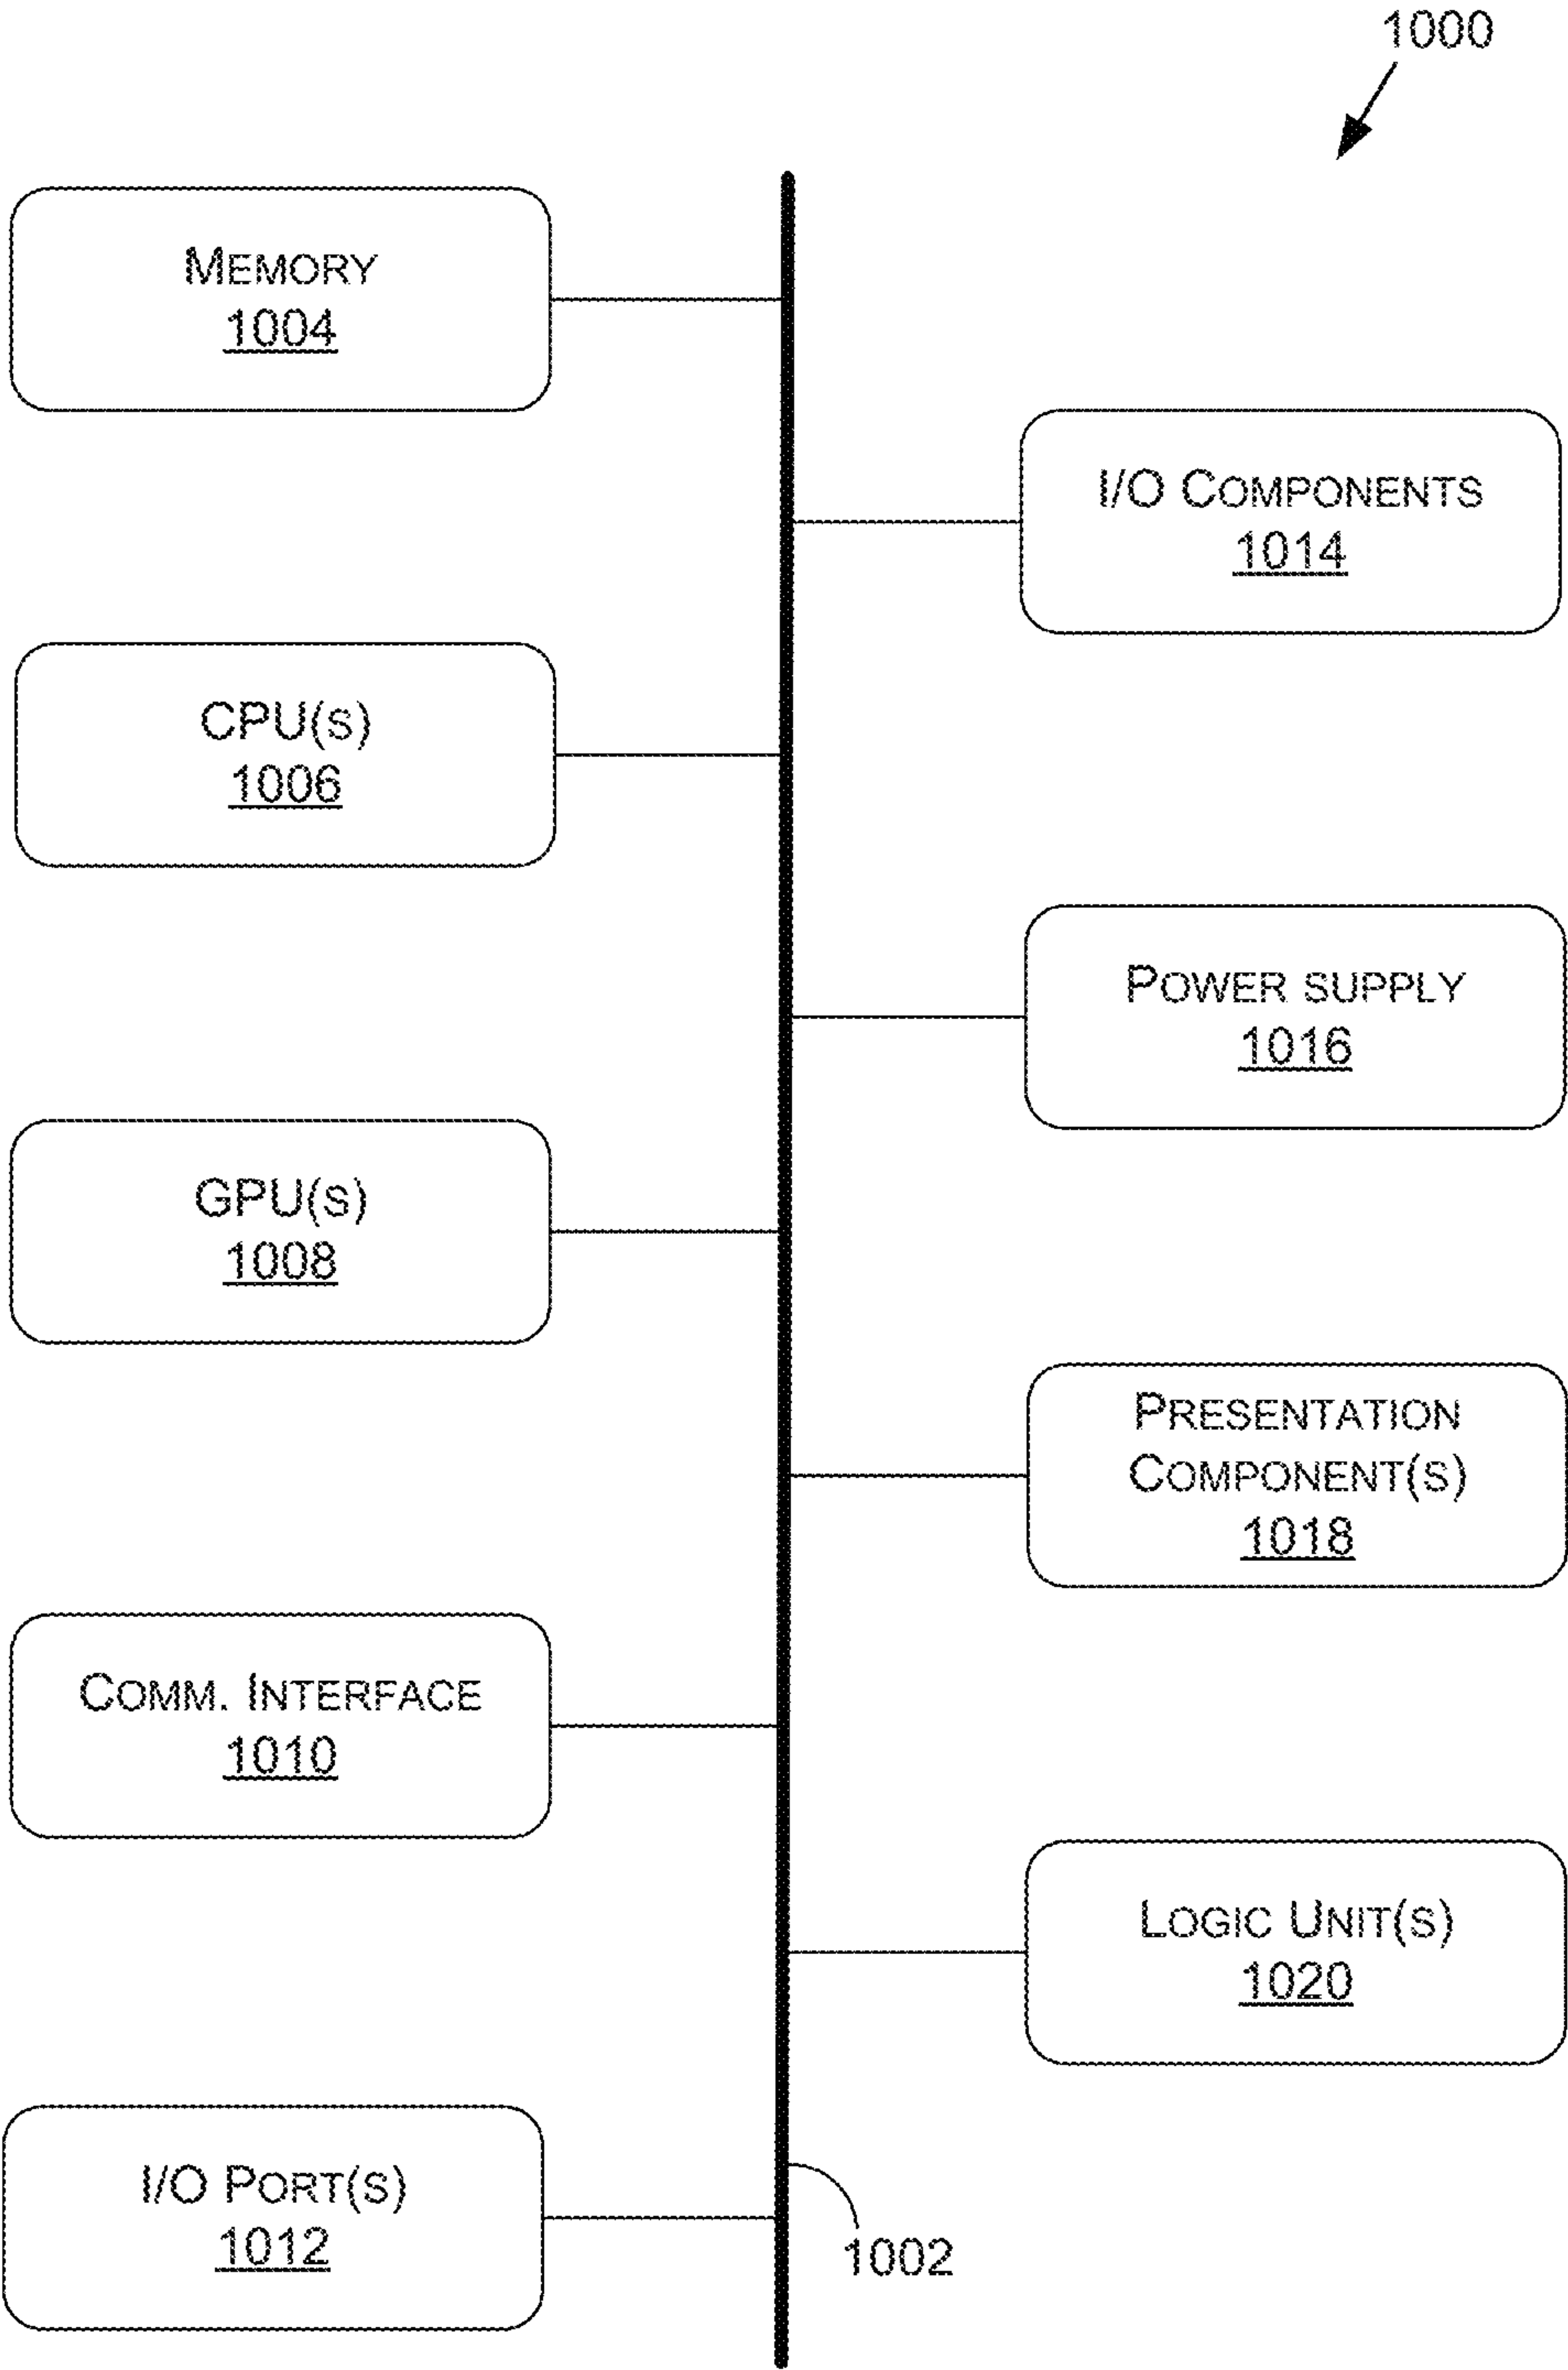 1000
MEMORY
1004
I/O COMPONENTS
1014
CPU(S)
1006
POWER SUPPLY
1016
GPU(S)
1008
PRESENTATION
COMPONENT(S)
1018
COMM. INTERFACE
1010
LOGIC UNIT(S)
1020
I/O PORT(S)
1012
1002